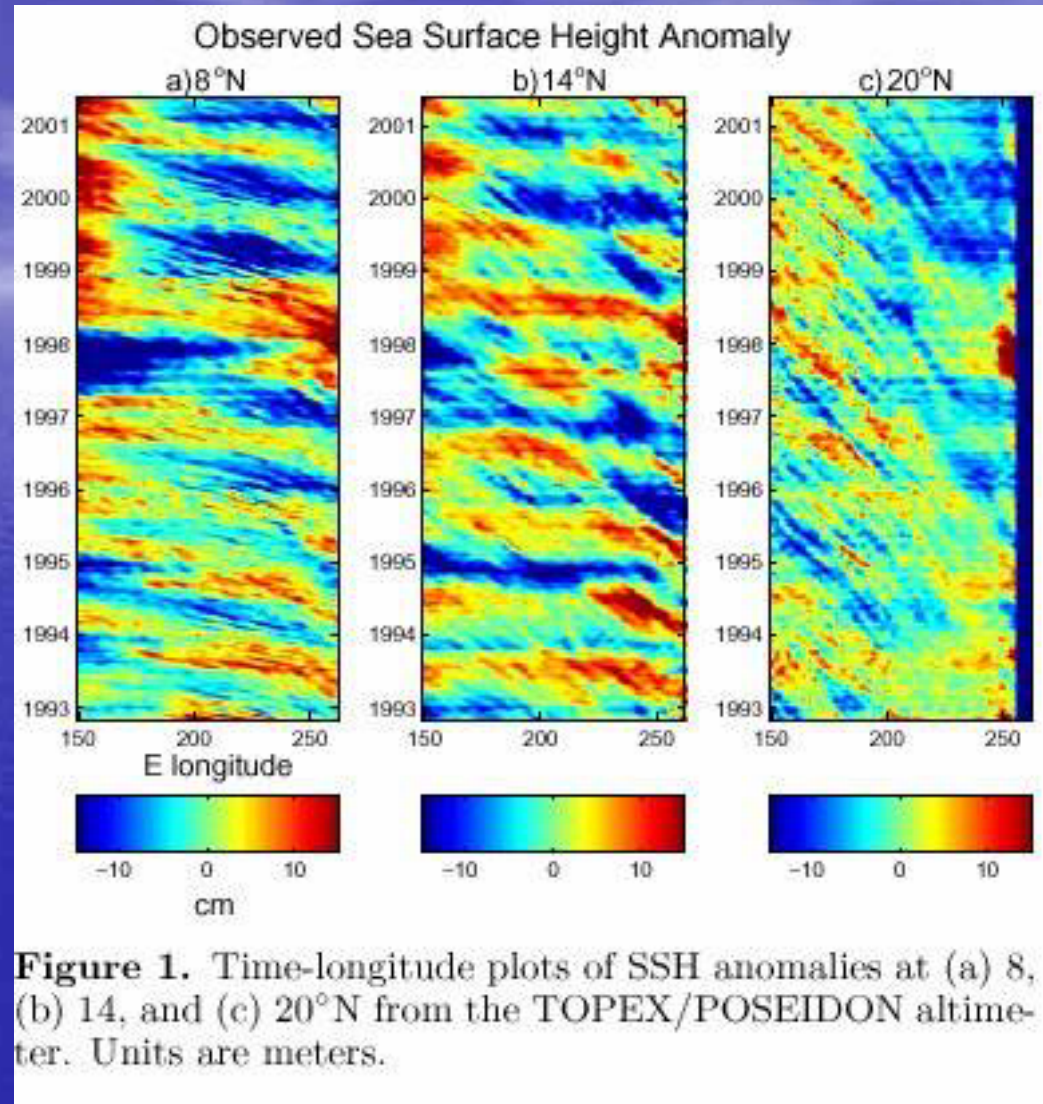 Observed Sea Surface Height Anomaly
a)8°N b)14°N c)20°N
2001 2001 2001
2000 2000 2000
1999 1999 1999
1998 1998 1998
1997 1997 1997
1996 1996 1996
1995 1995 1995
1994 1994 1994
1993 1993 1993
150 200 250 150 200 250 150 200 250
E longitude
−10 0 10 −10 0 10 −10 0 10
cm
Figure 1. Time-longitude plots of SSH anomalies at (a) 8,
(b) 14, and (c) 20°N from the TOPEX/POSEIDON altime-
ter. Units are meters.